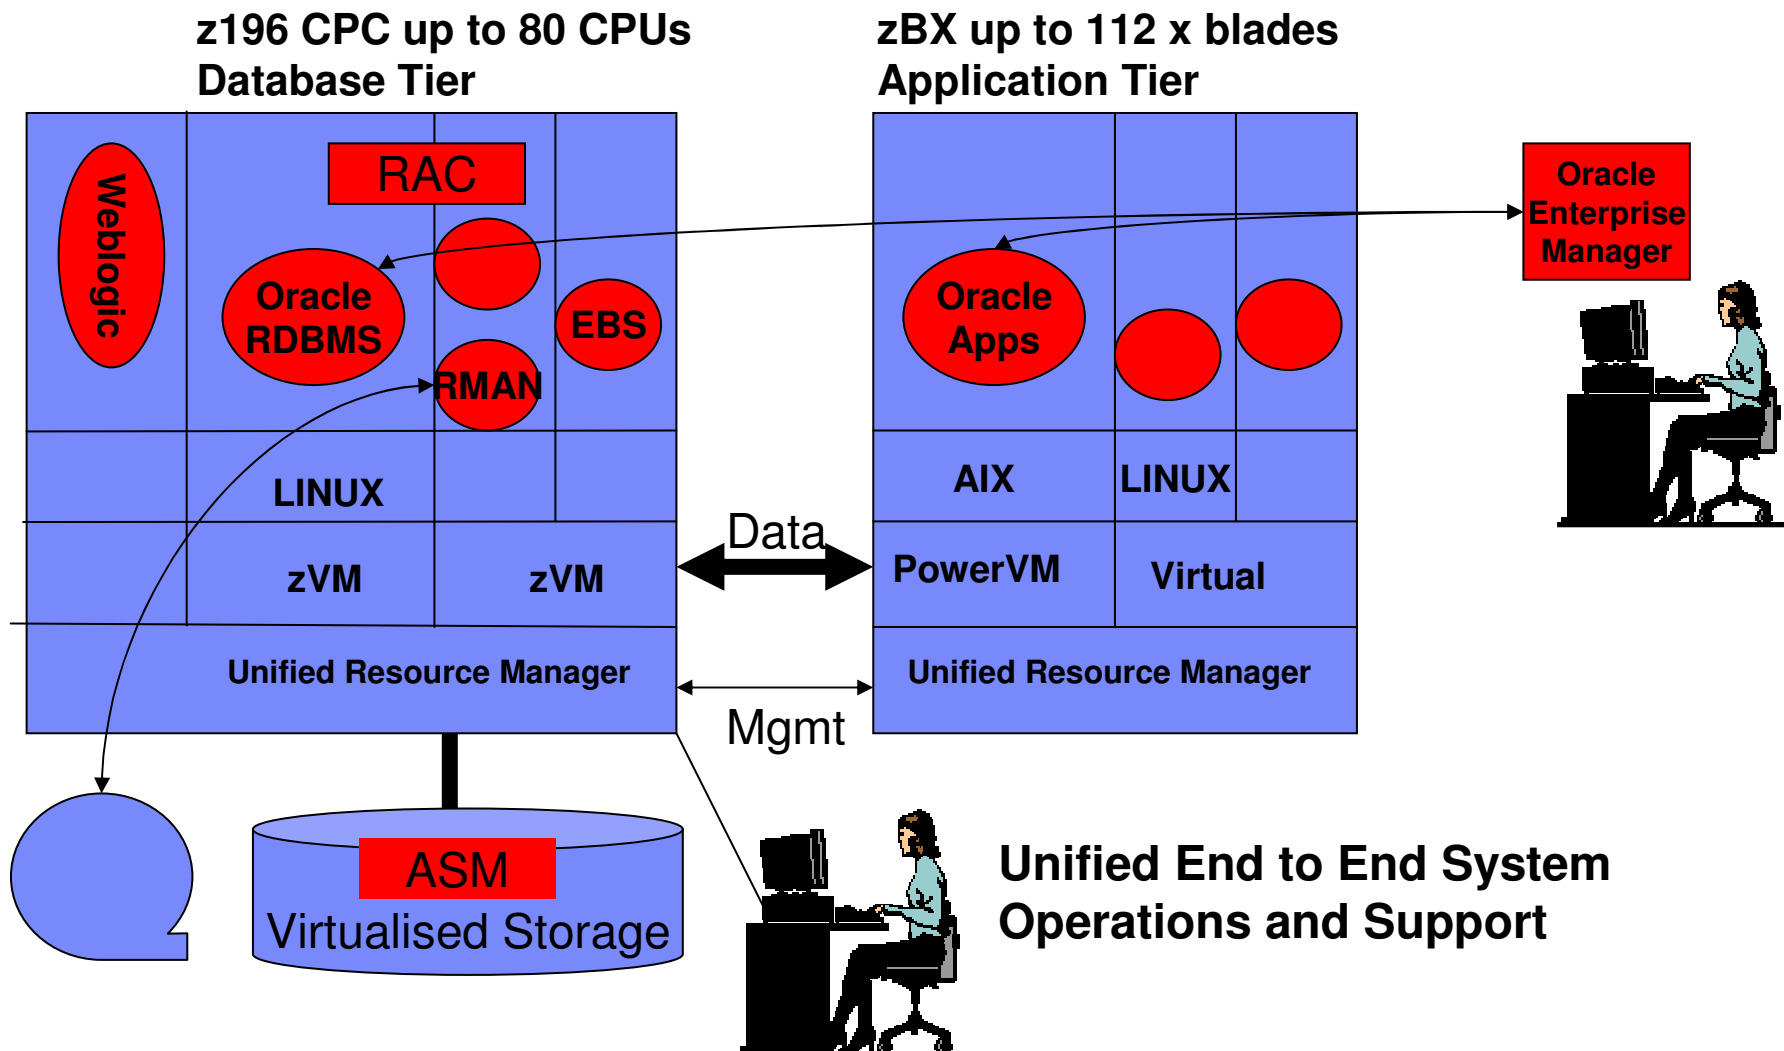 z196 CPC up to 80 CPUs
Database Tier
zBX up to 112 x blades
Application Tier
Weblogic
RAC
Oracle
RDBMS
EBS
RMAN
LINUX
zVM
zVM
Unified Resource Manager
Data
Mgmt
Oracle
Apps
AIX
LINUX
PowerVM
Virtual
Unified Resource Manager
Oracle
Enterprise
Manager
ASM
Virtualised Storage
Unified End to End System
Operations and Support